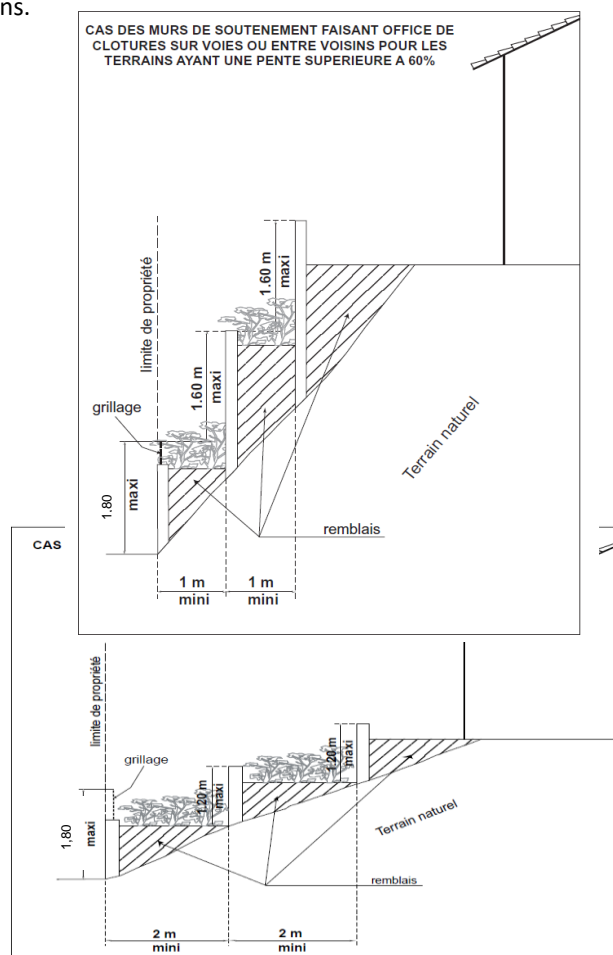 ns.
CAS DES MURS DE SOUTENEMENT FAISANT OFFICE DE
CLOTURES SUR VOIES OU ENTRE VOISINS POUR LES
TERRAINS AYANT UNE PENTE SUPERIEURE A 60%
limite de propriété
1.60 m
maxi
1.60 m
maxi
grillage
1.80
maxi
Terrain naturel
remblais
1 m
mini
1 m
mini
CAS
limite de propriété
grillage
1.20 m
maxi
1.20 m
maxi
1,80
maxi
Terrain naturel
remblais
2 m
mini
2 m
mini